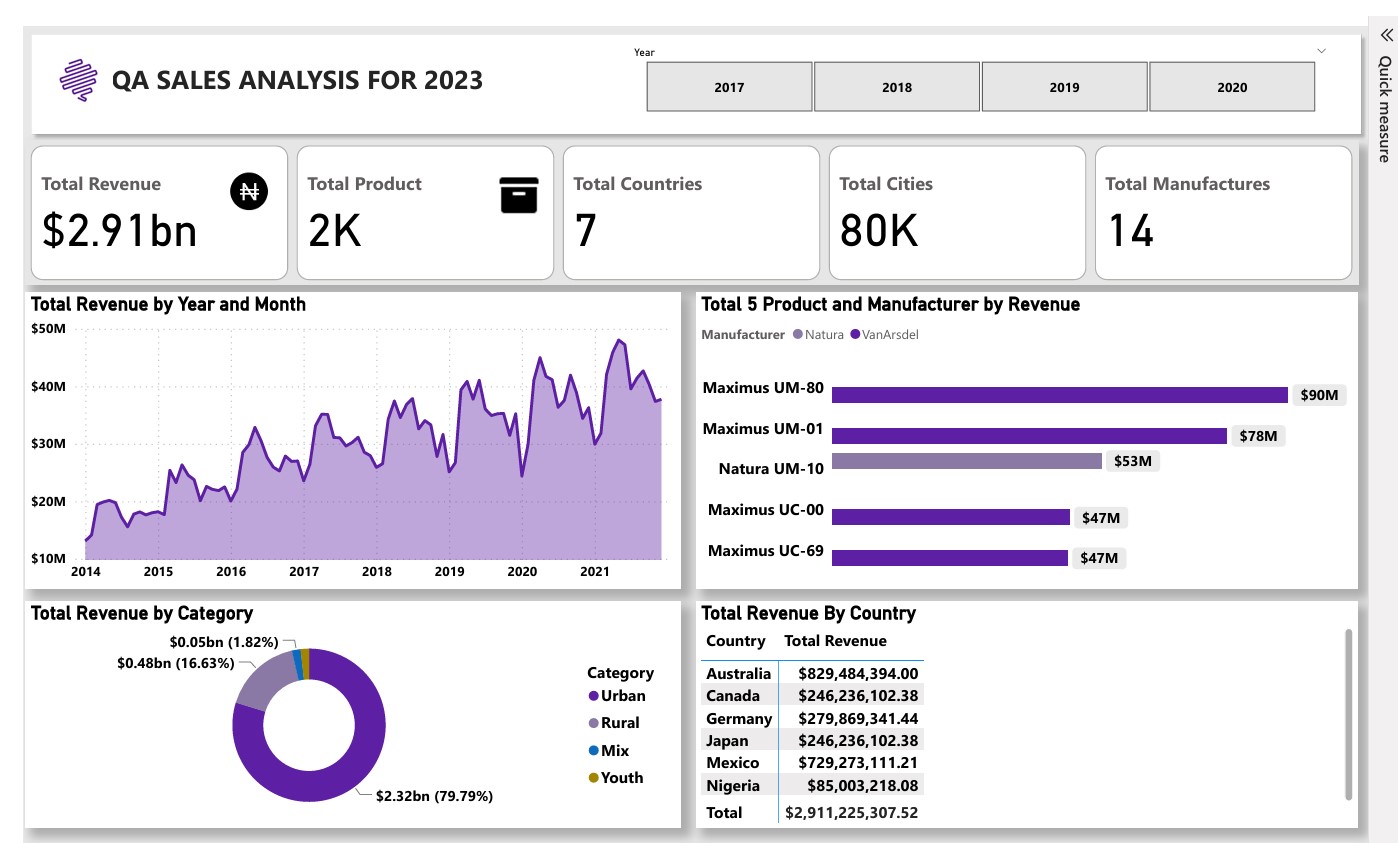 Year
QA SALES ANALYSIS FOR 2023
2017 2018 2019 2020
Quick measure
Total Revenue
$2.91bn
Total Product
2K
Total Countries
7
Total Cities
80K
Total Manufactures
14
Total Revenue by Year and Month
$50M
$40M
$30M
$20M
$10M
2014 2015 2016 2017 2018 2019 2020 2021
Total 5 Product and Manufacturer by Revenue
Manufacturer Natura VanArsdel
Maximus UM-80 $90M
Maximus UM-01 $78M
Natura UM-10 $53M
Maximus UC-00 $47M
Maximus UC-69 $47M
Total Revenue by Category
$0.05bn (1.82%)
$0.48bn (16.63%)
$2.32bn (79.79%)
Category
Urban
Rural
Mix
Youth
Total Revenue By Country
Country Total Revenue
Australia $829,484,394.00
Canada $246,236,102.38
Germany $279,869,341.44
Japan $246,236,102.38
Mexico $729,273,111.21
Nigeria $85,003,218.08
Total $2,911,225,307.52